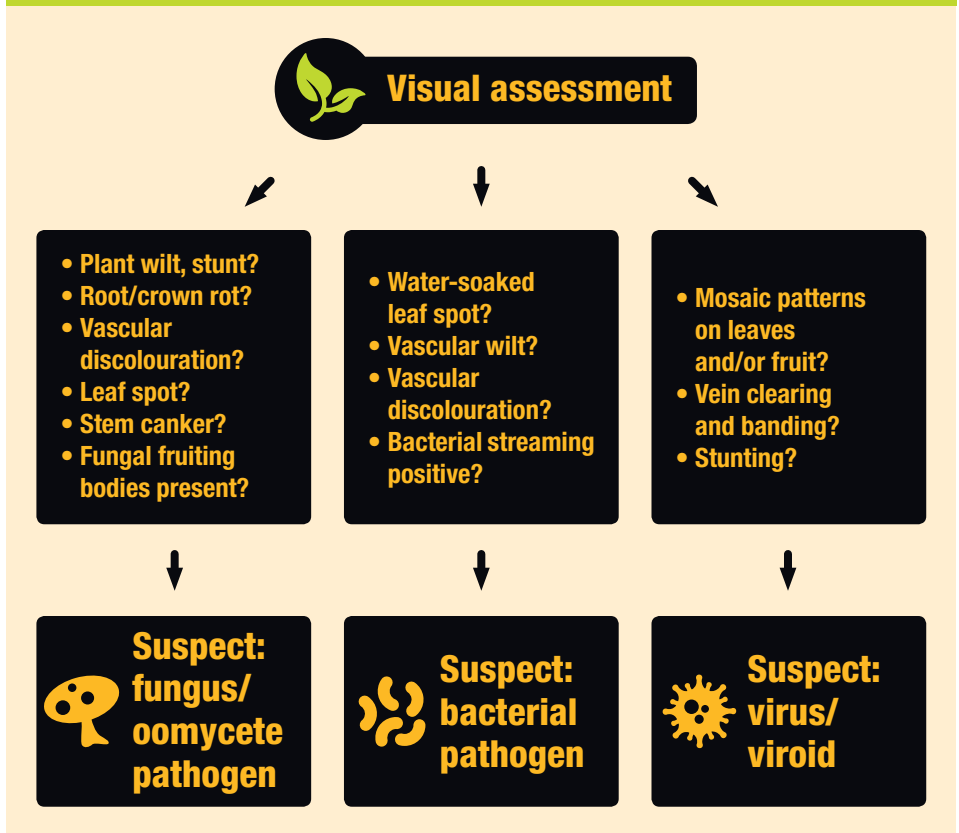 Visual assessment
• Plant wilt, stunt?
• Root/crown rot?
• Vascular
discolouration?
• Leaf spot?
• Stem canker?
• Fungal fruiting
bodies present?
• Water-soaked
leaf spot?
• Vascular wilt?
• Vascular
discolouration?
• Bacterial streaming
positive?
• Mosaic patterns
on leaves
and/or fruit?
• Vein clearing
and banding?
• Stunting?
Suspect:
fungus/
oomycete
pathogen
Suspect:
bacterial
pathogen
Suspect:
virus/
viroid